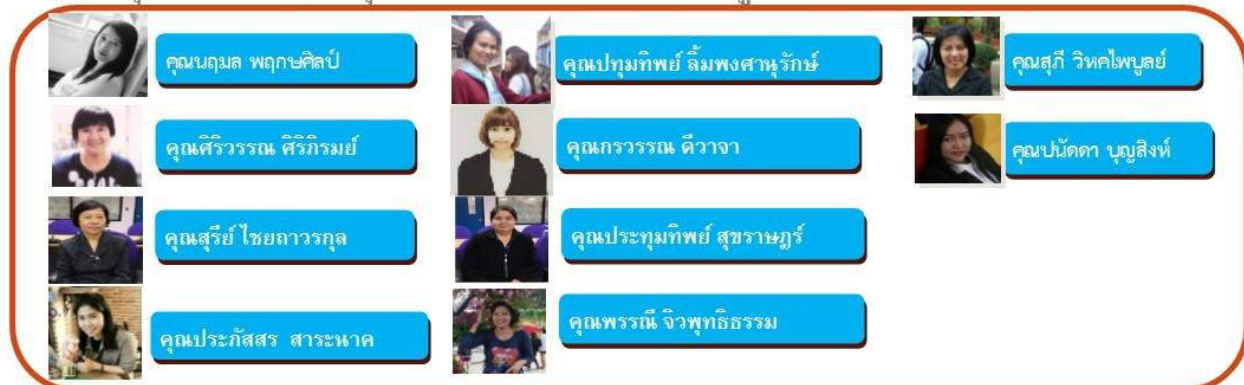 คุณนฤมล พฤกษศิลป์
คุณปทุมทิพย์ ลิ้มพงศานุรักษ์
คุณสุภี วิหคไพบูลย์
คุณศิริวรรณ ศิริภิรมย์
คุณกรวรรณ ดีวาจา
คุณปนัดดา บุญสิงห์
คุณสุรีย์ ไชยถาวรกุล
คุณประทุมทิพย์ สุขราษฎร์
คุณประภัสสร สาระนาค
คุณพรรณี จิวพุทธิธรรม